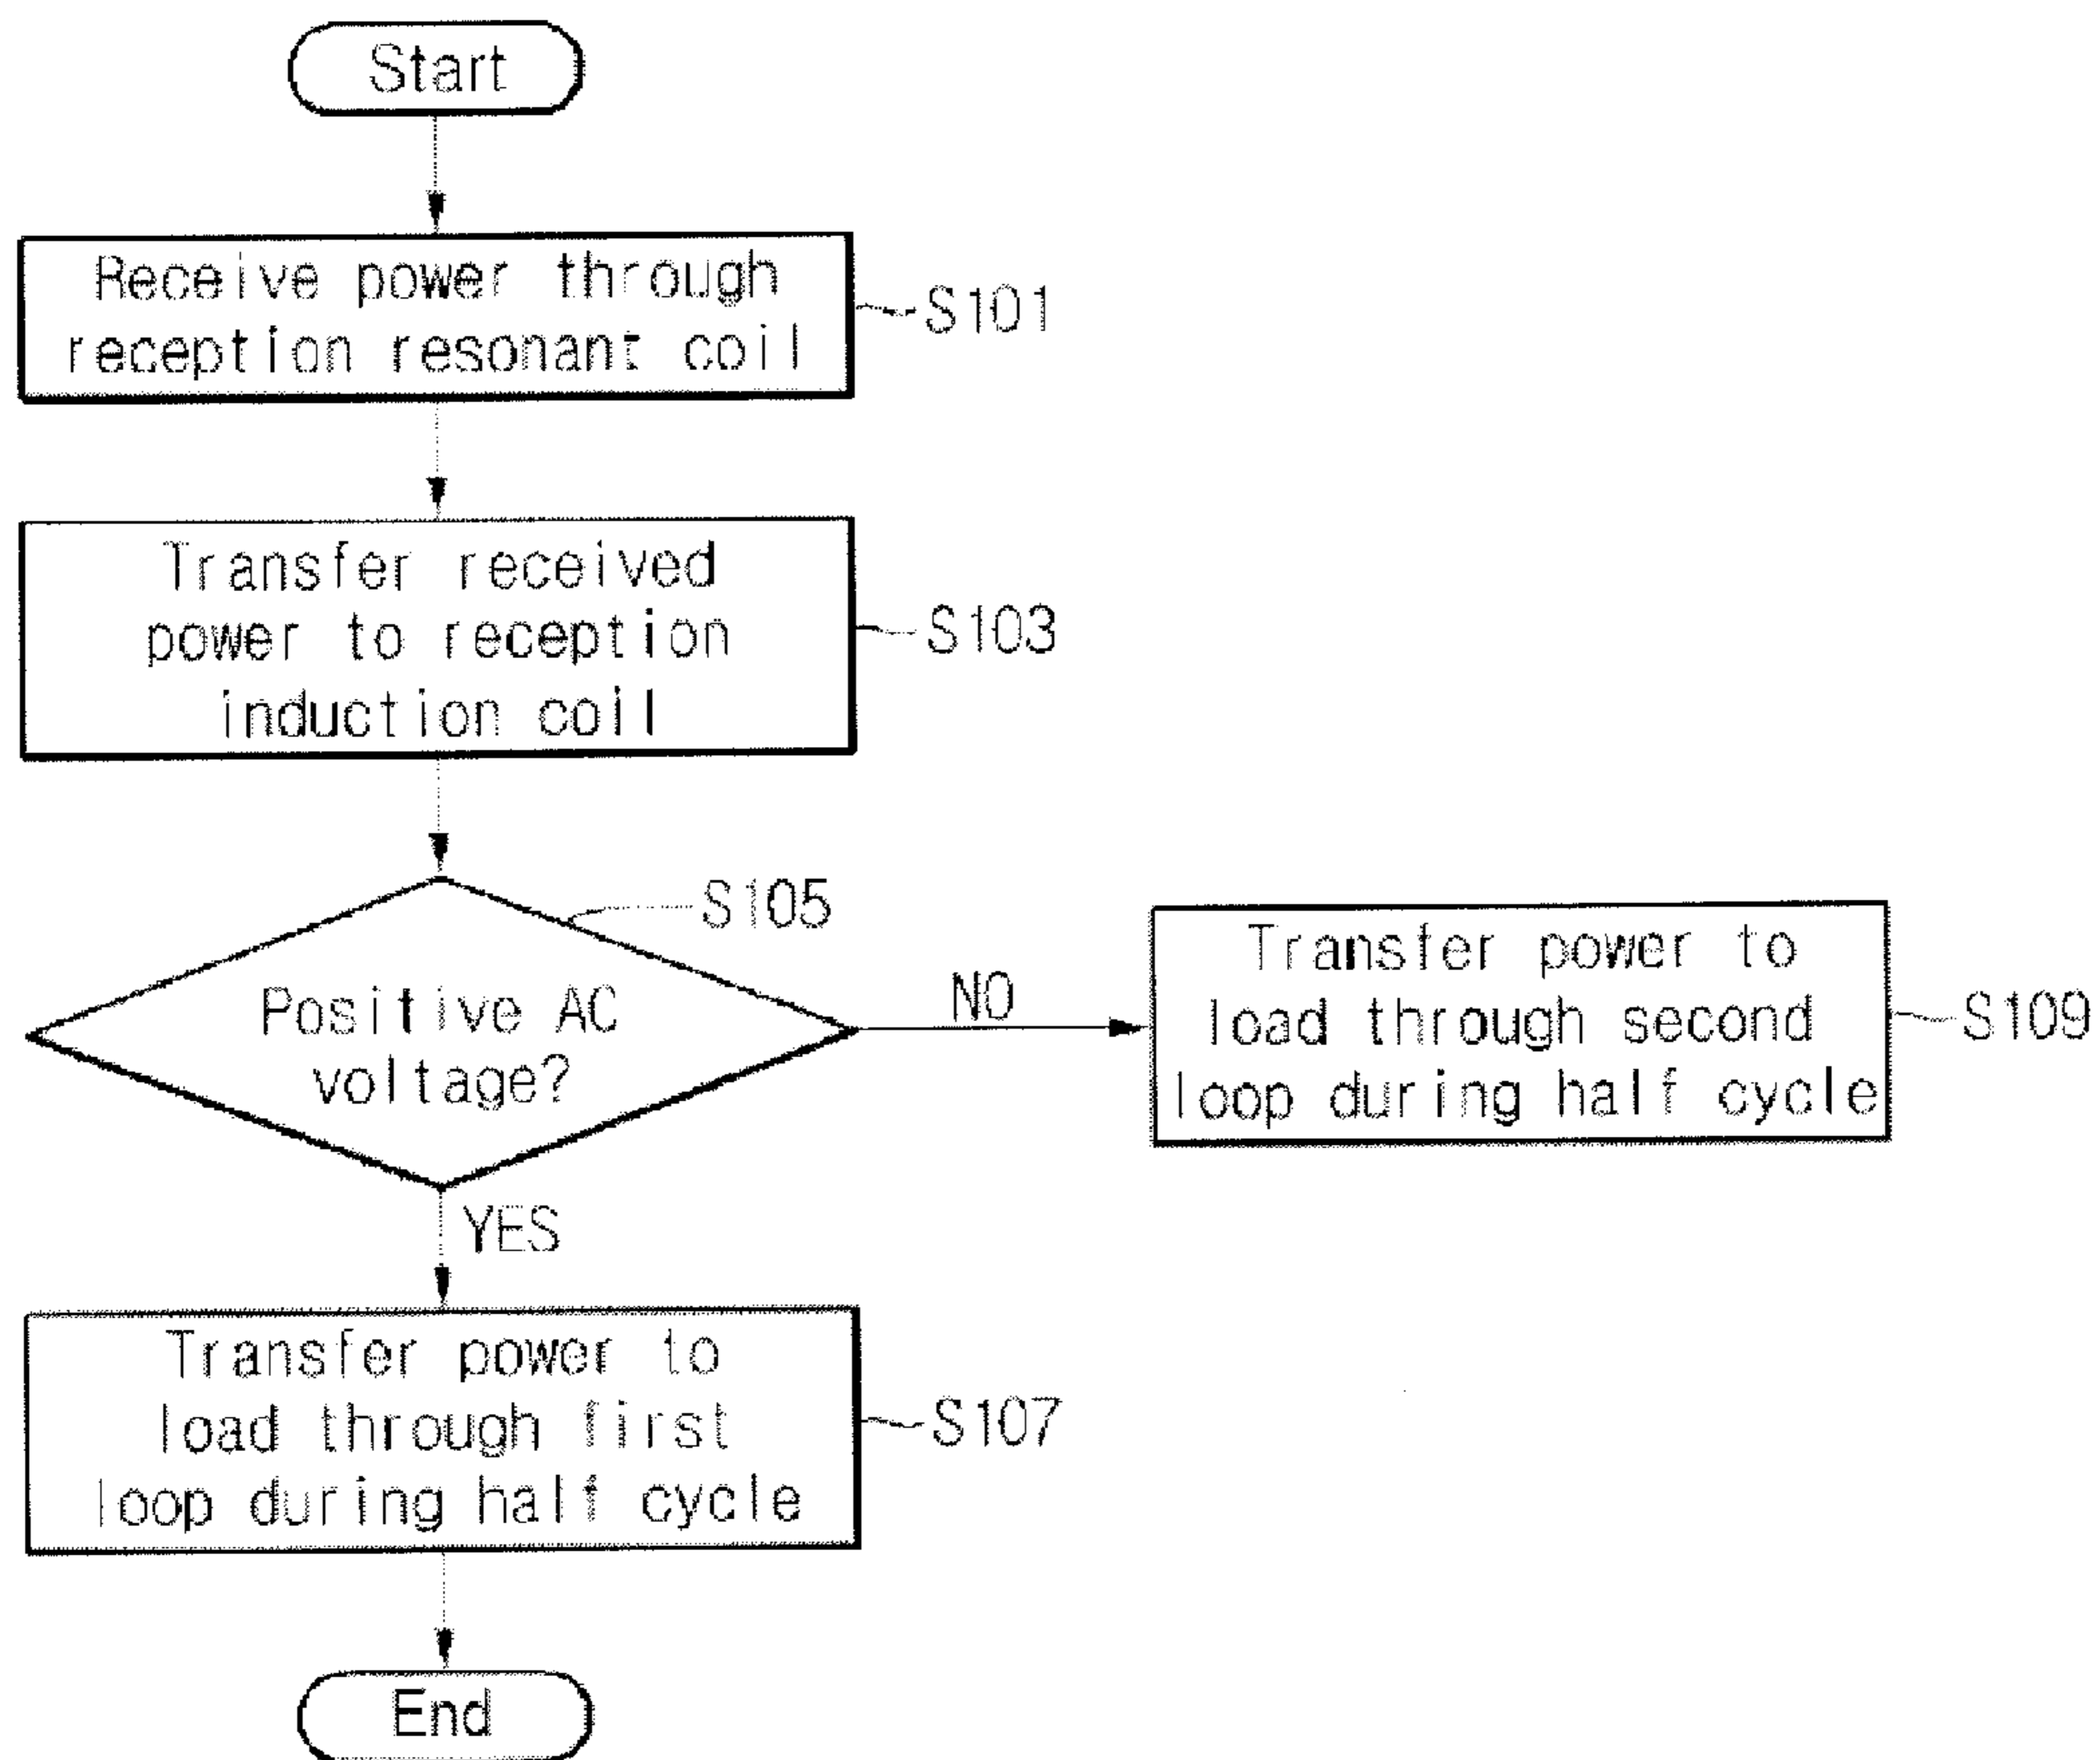 Start
Receive power through
reception resonant coil
S101
Transfer received
power to reception
induction coil
S103
S105
Positive AC
voltage?
NO
Transfer power to
load through second
loop during half cycle
S109
YES
Transfer power to
load through first
loop during half cycle
S107
End